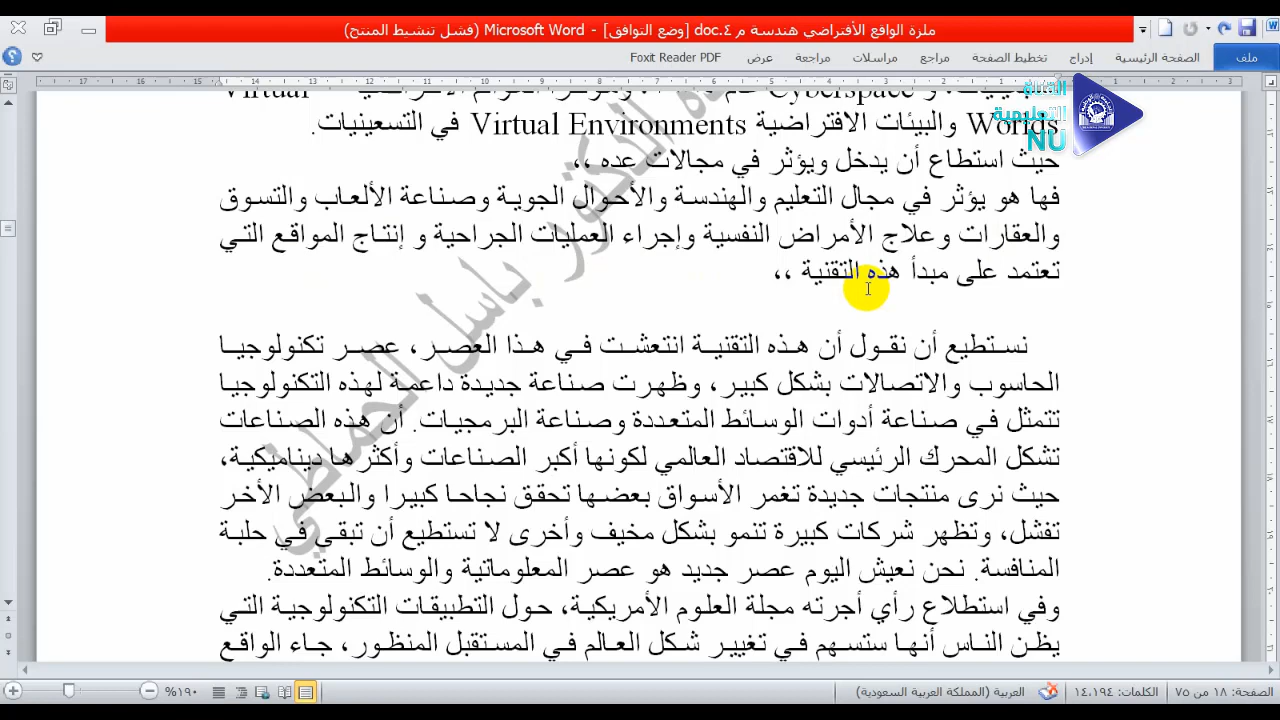 ملزة الواقع الأفتراضي هندسة م ٤.doc [وضع التوافق] - Microsoft Word (فشل تنشيط المنتج)
ملف الصفحة الرئيسية إدراج تخطيط الصفحة مراجع مراسلات مراجعة عرض Foxit Reader PDF
القناة
التعليمية
NU
Cyberspace Virtual
Worlds والبيئات الافتراضية Virtual Environments في التسعينيات.
حيث استطاع أن يدخل ويؤثر في مجالات عده ،،
فها هو يؤثر في مجال التعليم والهندسة والأحوال الجوية وصناعة الألعاب والتسوق
والعقارات وعلاج الأمراض النفسية وإجراء العمليات الجراحية و إنتاج المواقع التي
تعتمد على مبدأ هذه التقنية ،،
نستطيع أن نقول أن هذه التقنية انتعشت في هذا العصر، عصر تكنولوجيا
الحاسوب والاتصالات بشكل كبير، وظهرت صناعة جديدة داعمة لهذه التكنولوجيا
تتمثل في صناعة أدوات الوسائط المتعددة وصناعة البرمجيات. أن هذه الصناعات
تشكل المحرك الرئيسي للاقتصاد العالمي لكونها أكبر الصناعات وأكثرها ديناميكية،
حيث نرى منتجات جديدة تغمر الأسواق بعضها تحقق نجاحا كبيرا والبعض الأخر
تفشل، وتظهر شركات كبيرة تنمو بشكل مخيف وأخرى لا تستطيع أن تبقى في حلبة
المنافسة. نحن نعيش اليوم عصر جديد هو عصر المعلوماتية والوسائط المتعددة.
وفي استطلاع رأي أجرته مجلة العلوم الأمريكية، حول التطبيقات التكنولوجية التي
يظن الناس أنها ستسهم في تغيير شكل العالم في المستقبل المنظور، جاء الواقع
الدكتور باسل الحماطي
الصفحة: ١٨ من ٧٥ الكلمات: ١٤,١٩٤ العربية (المملكة العربية السعودية) ١٩٠%